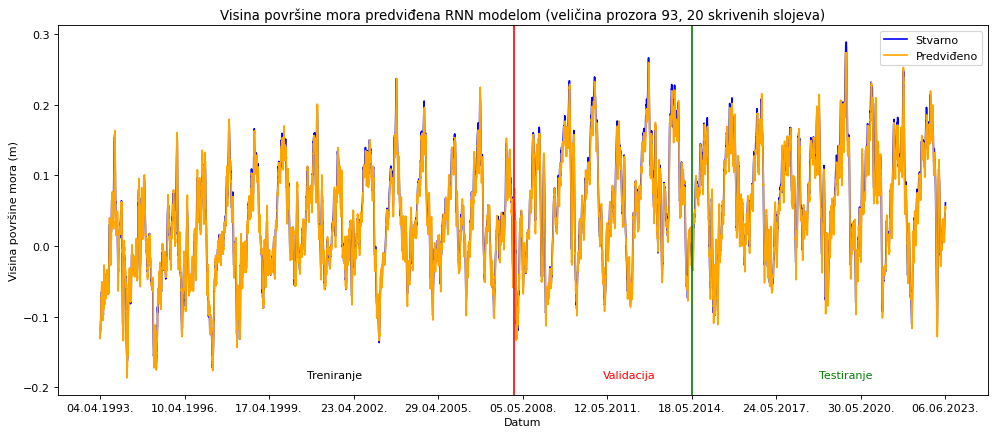 Visina površine mora predviđena RNN modelom (veličina prozora 93, 20 skrivenih slojeva)
Stvarno
Predviđeno
Visina površine mora (m)
0.3
0.2
0.1
0.0
−0.1
−0.2
Treniranje
Validacija
Testiranje
04.04.1993.
10.04.1996.
17.04.1999.
23.04.2002.
29.04.2005.
05.05.2008.
12.05.2011.
18.05.2014.
24.05.2017.
30.05.2020.
06.06.2023.
Datum